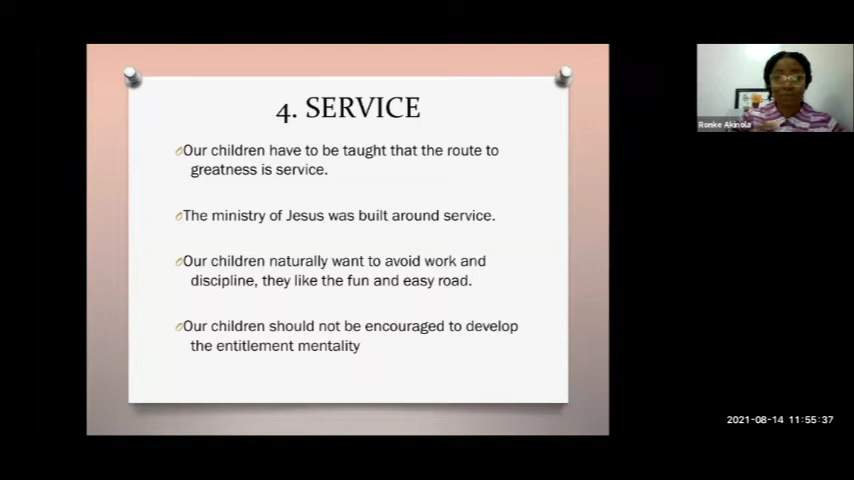 4. SERVICE
Our children have to be taught that the route to
greatness is service.
The ministry of Jesus was built around service.
Our children naturally want to avoid work and
discipline, they like the fun and easy road.
Our children should not be encouraged to develop
the entitlement mentality
Ronke Akinola
2021-08-14 11:55:37